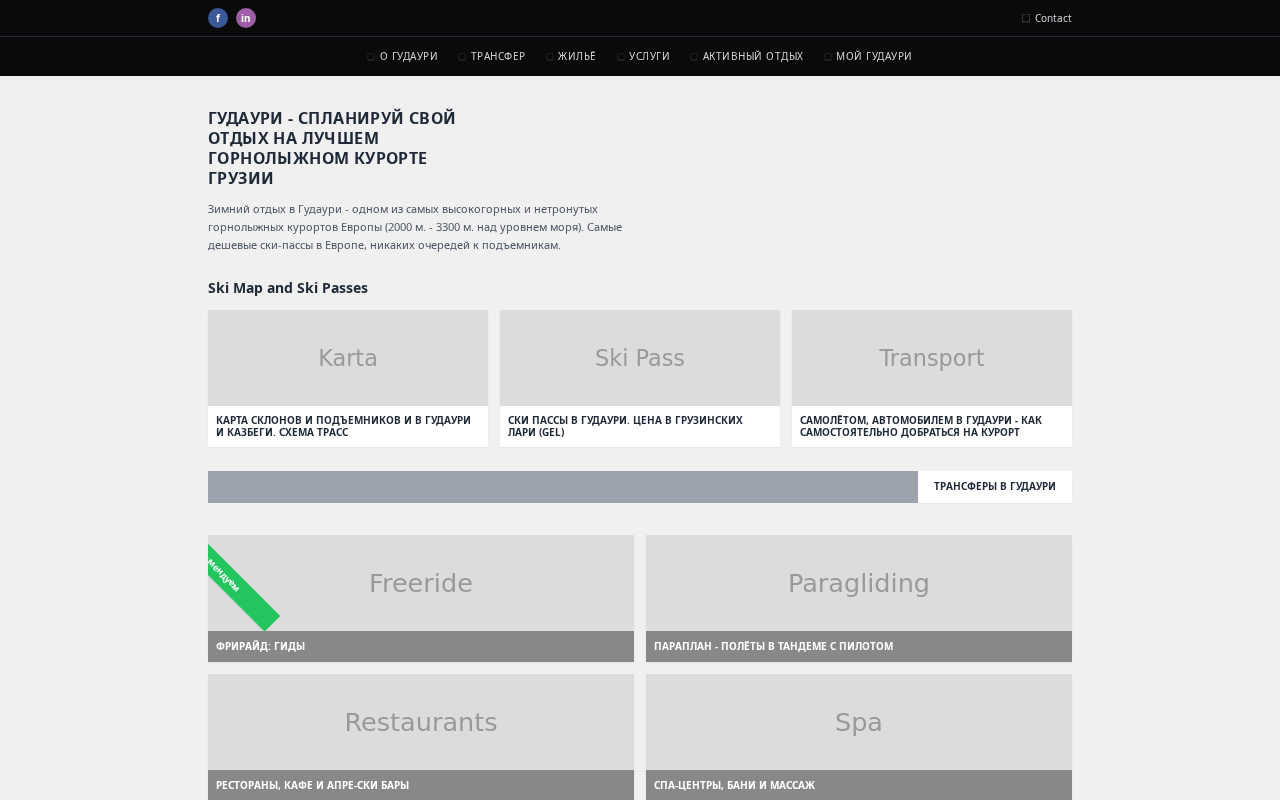 f in
Contact
О ГУДАУРИ ТРАНСФЕР ЖИЛЬЁ УСЛУГИ АКТИВНЫЙ ОТДЫХ МОЙ ГУДАУРИ
ГУДАУРИ - СПЛАНИРУЙ СВОЙ
ОТДЫХ НА ЛУЧШЕМ
ГОРНОЛЫЖНОМ КУРОРТЕ
ГРУЗИИ
Зимний отдых в Гудаури - одном из самых высокогорных и нетронутых
горнолыжных курортов Европы (2000 м. - 3300 м. над уровнем моря). Самые
дешевые ски-пассы в Европе, никаких очередей к подъемникам.
Ski Map and Ski Passes
Karta
КАРТА СКЛОНОВ И ПОДЪЕМНИКОВ И В ГУДАУРИ
И КАЗБЕГИ. СХЕМА ТРАСС
Ski Pass
СКИ ПАССЫ В ГУДАУРИ. ЦЕНА В ГРУЗИНСКИХ
ЛАРИ (GEL)
Transport
САМОЛЁТОМ, АВТОМОБИЛЕМ В ГУДАУРИ - КАК
САМОСТОЯТЕЛЬНО ДОБРАТЬСЯ НА КУРОРТ
ТРАНСФЕРЫ В ГУДАУРИ
мендуем
Freeride
ФРИРАЙД: ГИДЫ
Paragliding
ПАРАПЛАН - ПОЛЁТЫ В ТАНДЕМЕ С ПИЛОТОМ
Restaurants
РЕСТОРАНЫ, КАФЕ И АПРЕ-СКИ БАРЫ
Spa
СПА-ЦЕНТРЫ, БАНИ И МАССАЖ